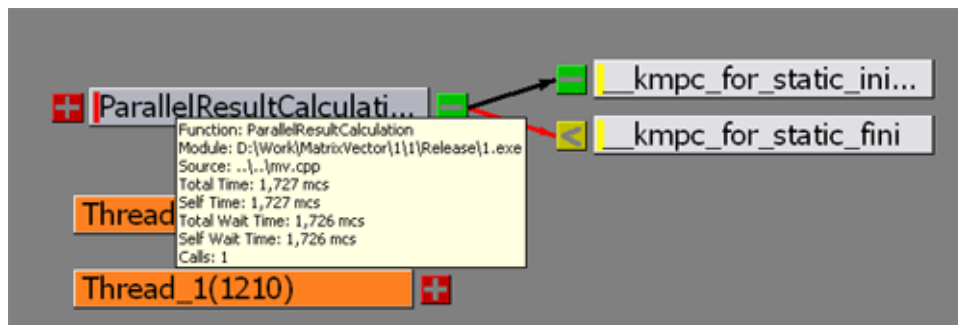 __kmpc_for_static_ini...
ParallelResultCalculati...
__kmpc_for_static_fini
Function: ParallelResultCalculation
Module: D:\Work\MatrixVector\1\1\Release\1.exe
Source: ..\..\mv.cpp
Total Time: 1,727 mcs
Self Time: 1,727 mcs
Total Wait Time: 1,726 mcs
Self Wait Time: 1,726 mcs
Calls: 1
Thread
Thread_1(1210)